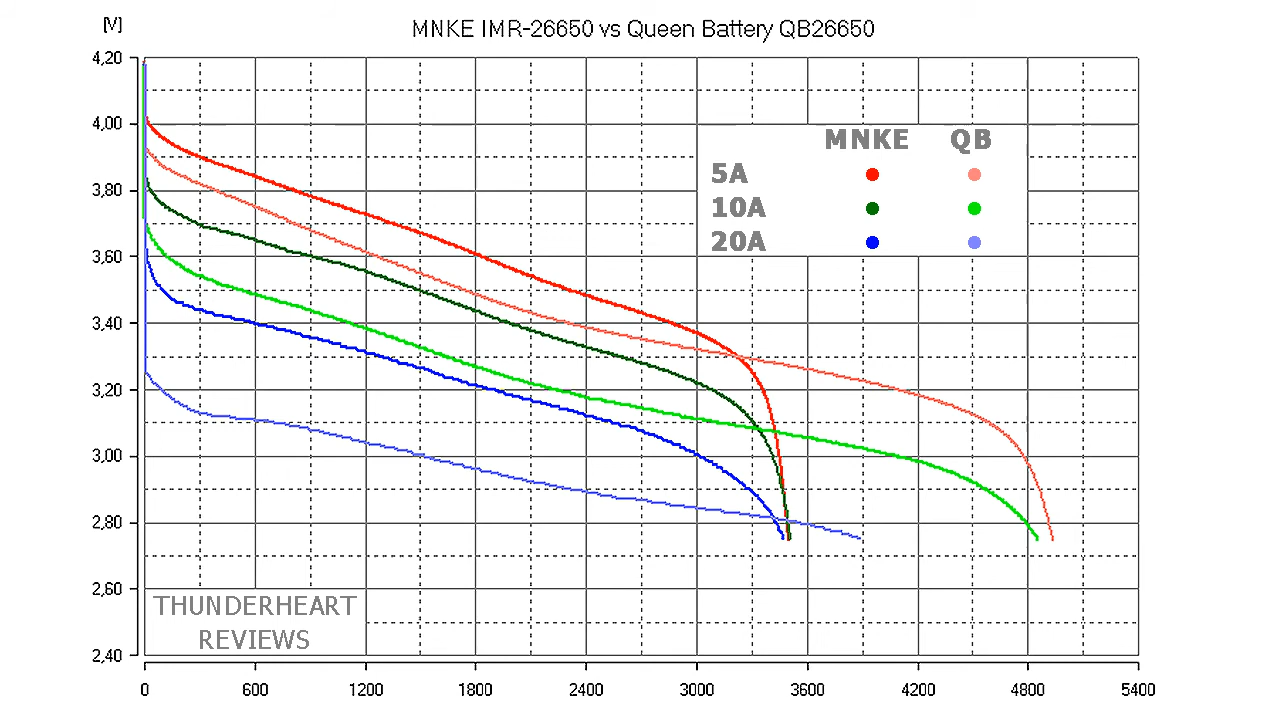 [V]
MNKE IMR-26650 vs Queen Battery QB26650
4,20
4,00
3,80
3,60
3,40
3,20
3,00
2,80
2,60
2,40
MNKE QB
5A
10A
20A
THUNDERHEART
REVIEWS
0 600 1200 1800 2400 3000 3600 4200 4800 5400